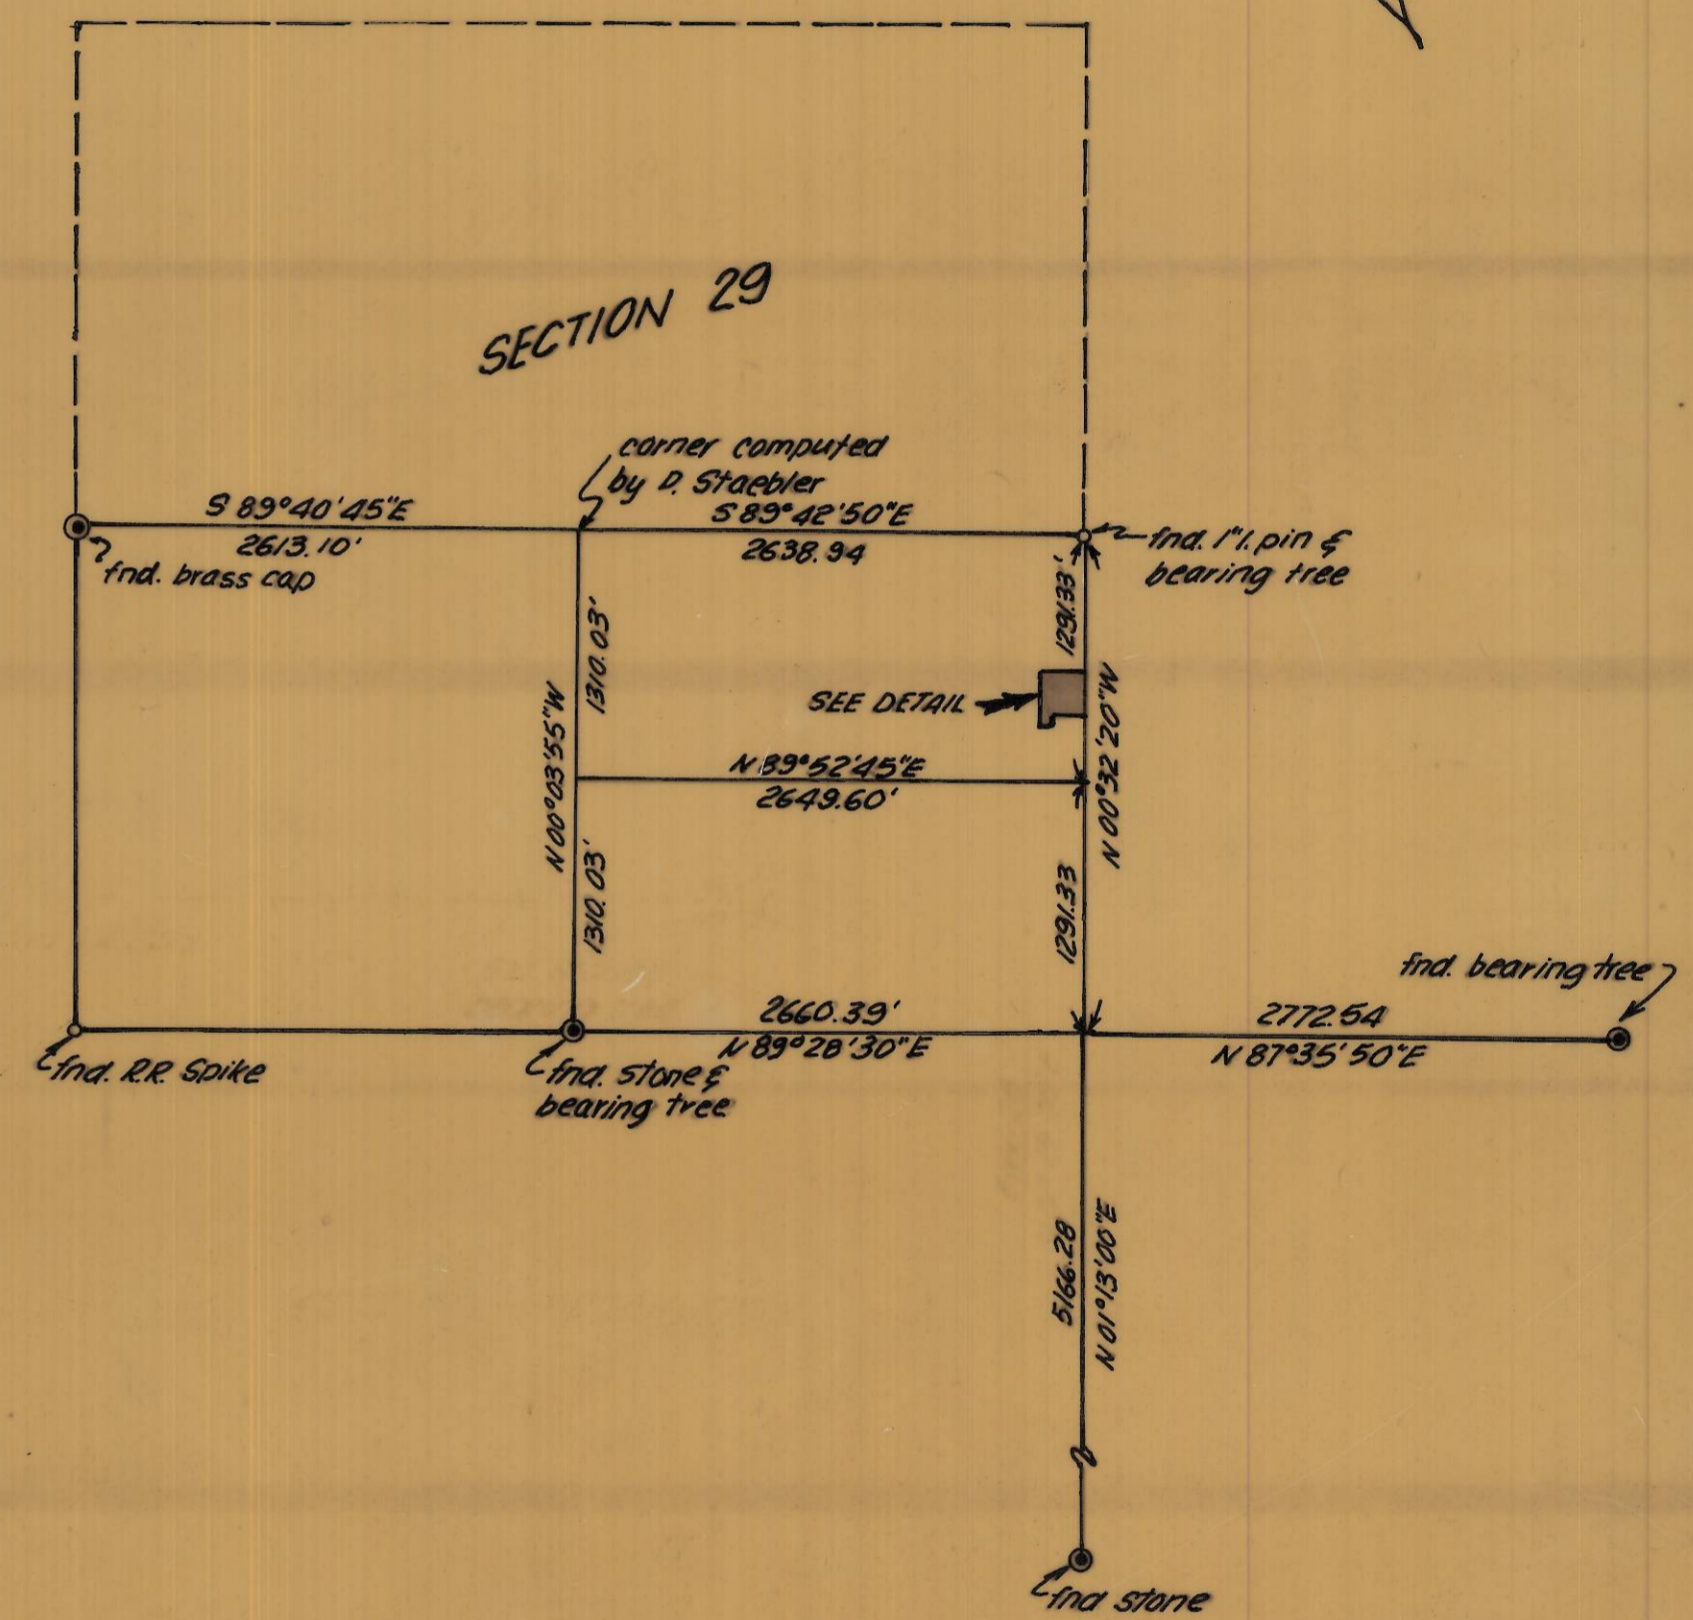 SECTION 29
corner computed
by D. Staebler
S 89°40'45"E
2613.10'
S 89°42'50"E
2638.94
fnd. brass cap
fnd. 1" I. pin &
bearing tree
1291.33'
1310.03'
N 00°03'55"W
SEE DETAIL
N 00°32'20"W
N 89°52'45"E
2649.60'
1310.03'
1291.33
fnd. bearing tree
2660.39'
N 89°28'30"E
2772.54
N 87°35'50"E
fnd. R.R. Spike
fnd. stone &
bearing tree
5166.28
N 01°13'00"E
fnd stone